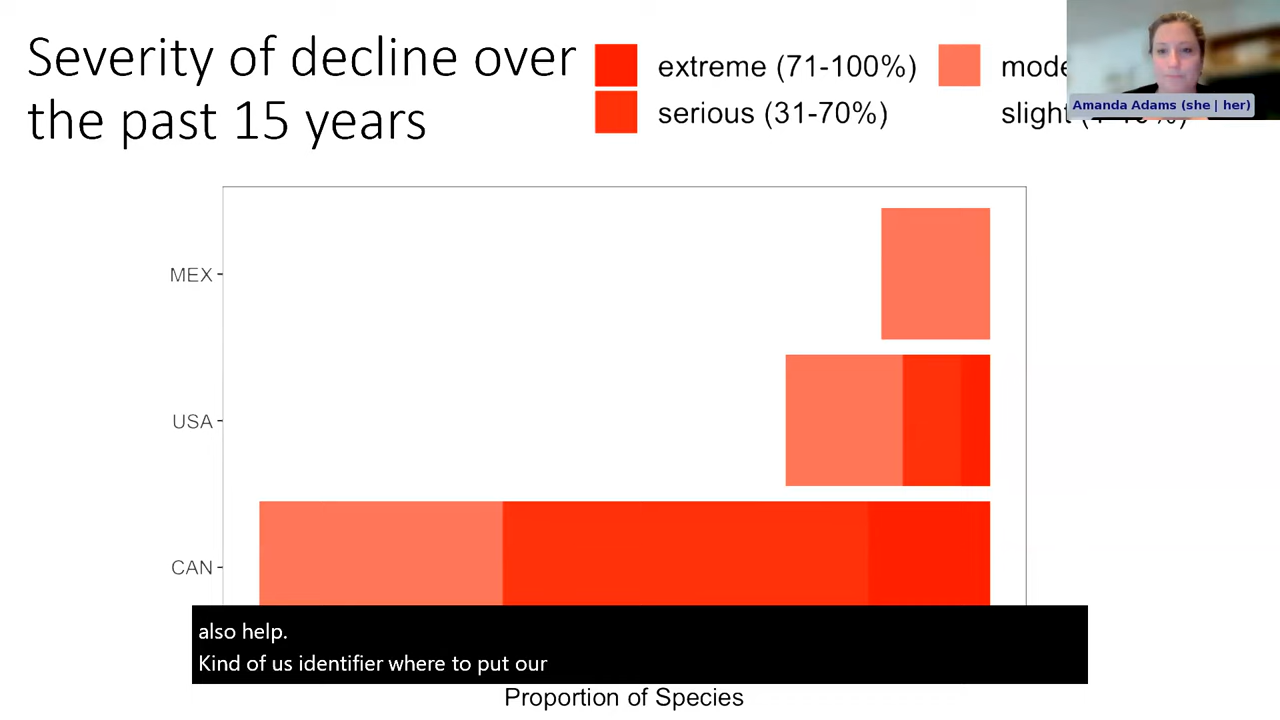 Severity of decline over
the past 15 years
extreme (71-100%)
serious (31-70%)
slight
Amanda Adams (she | her)
MEX
USA
CAN
also help.
Kind of us identifier where to put our
Proportion of Species